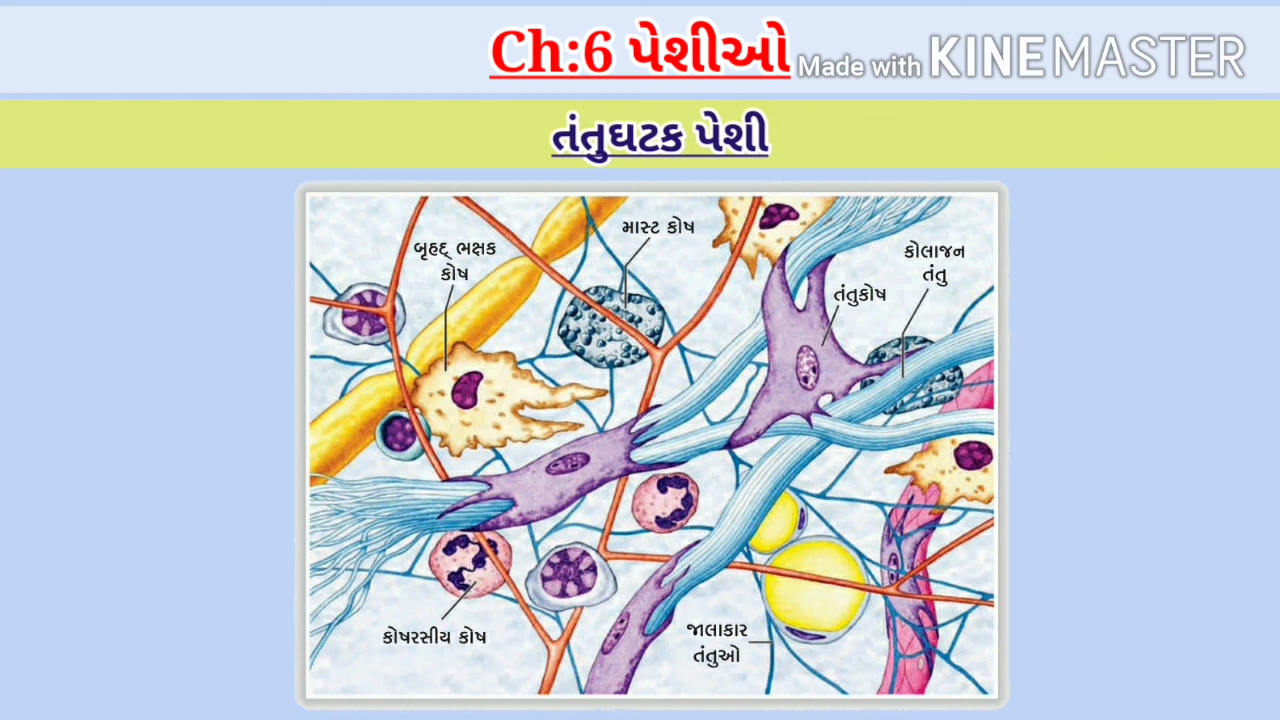 Ch:6 પેશીઓ
Made with KINEMASTER
તંતુઘટક પેશી
માસ્ટ કોષ
બૃહદ્ ભક્ષક
કોષ
કોલાજન
તંતુ
તંતુકોષ
કોષરસીય કોષ
જાલાકાર
તંતુઓ